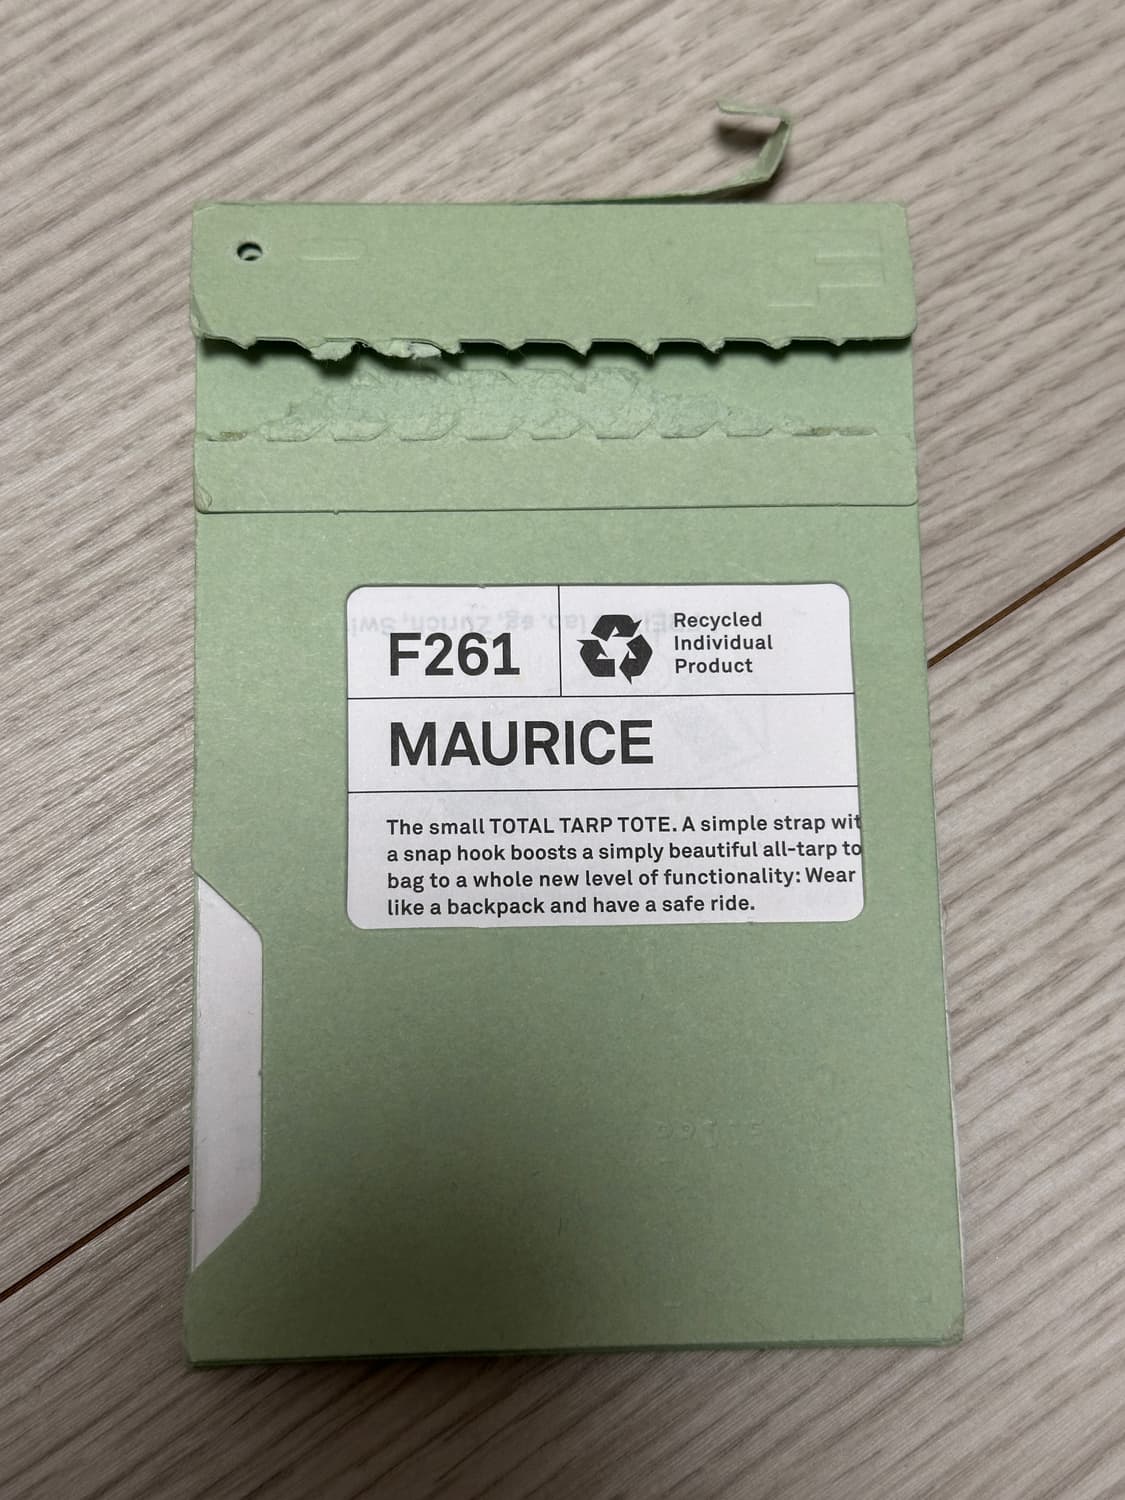 F261
Recycled
Individual
Product
MAURICE
The small TOTAL TARP TOTE. A simple strap wit
a snap hook boosts a simply beautiful all-tarp to
bag to a whole new level of functionality: Wear
like a backpack and have a safe ride.